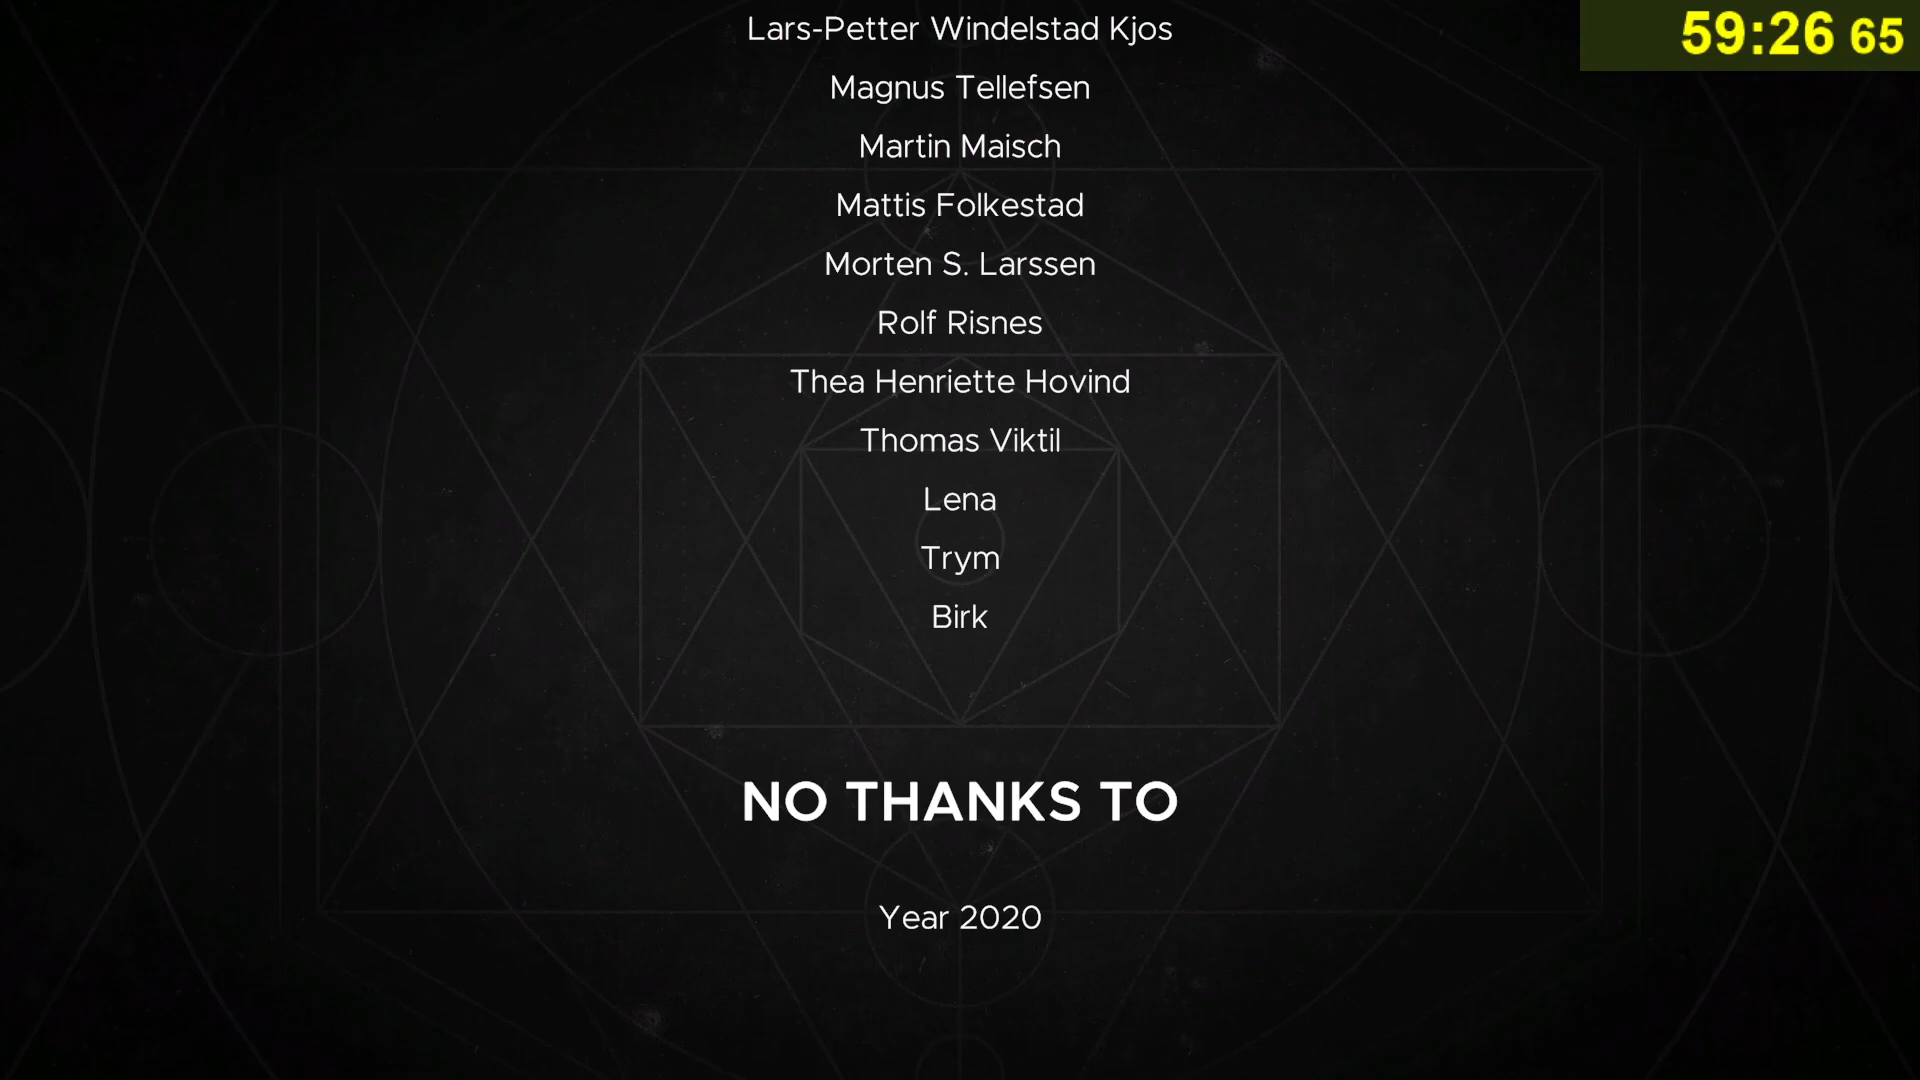 Lars-Petter Windelstad Kjos
59:26 65
Magnus Tellefsen
Martin Maisch
Mattis Folkestad
Morten S. Larssen
Rolf Risnes
Thea Henriette Hovind
Thomas Viktil
Lena
Trym
Birk
NO THANKS TO
Year 2020